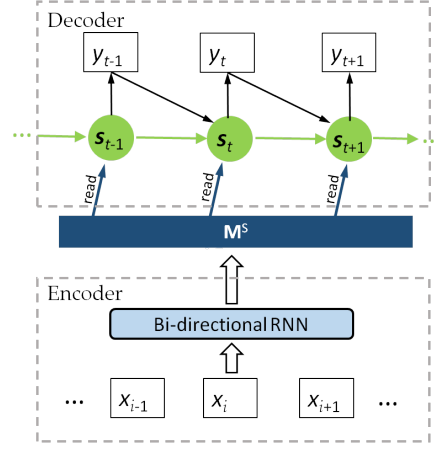 Decoder
y_{t-1} y_t y_{t+1}
... s_{t-1} s_t s_{t+1} ...
read read read
M^S
Encoder
Bi-directional RNN
... x_{i-1} x_i x_{i+1} ...